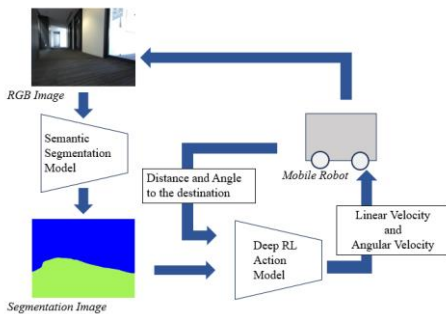 RGB Image
Semantic
Segmentation
Model
Distance and Angle
to the destination
Mobile Robot
Linear Velocity
and
Angular Velocity
Deep RL
Action
Model
Segmentation Image